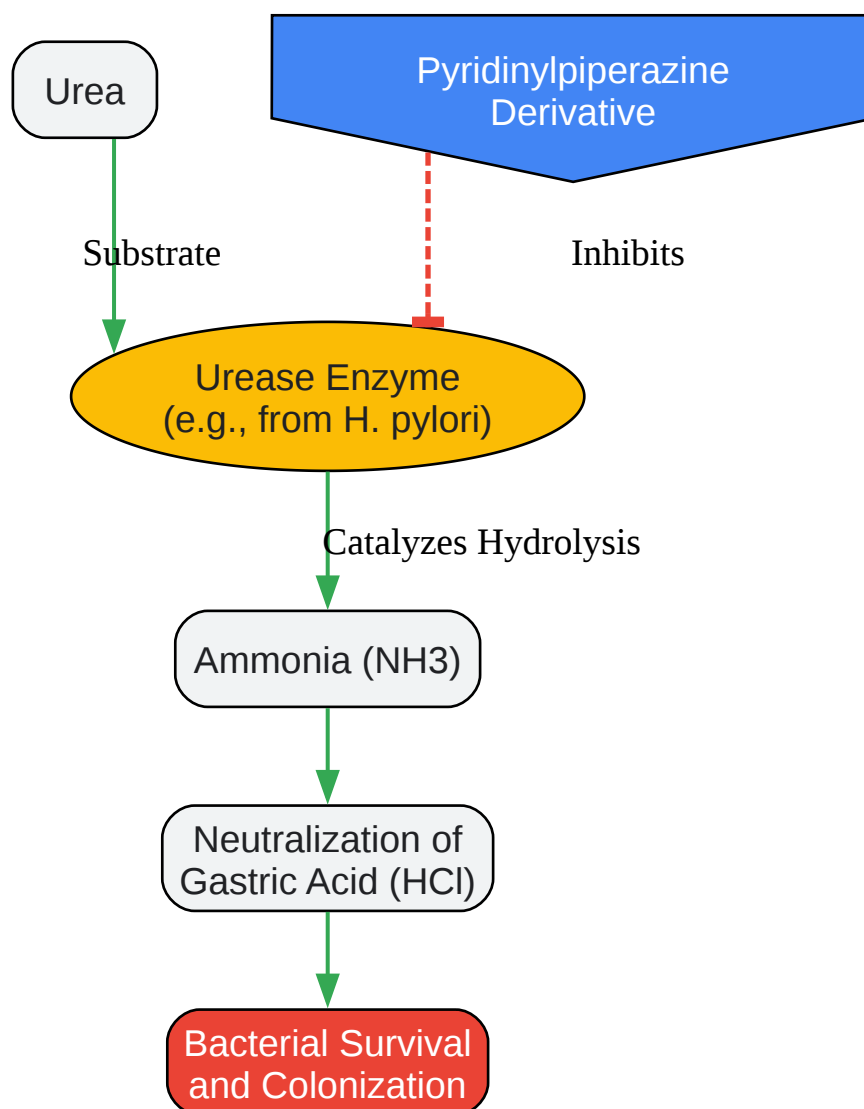 Urea
Pyridinylpiperazine
Derivative
Substrate
Inhibits
Urease Enzyme
(e.g., from H. pylori)
Catalyzes Hydrolysis
Ammonia (NH3)
Neutralization of
Gastric Acid (HCl)
Bacterial Survival
and Colonization